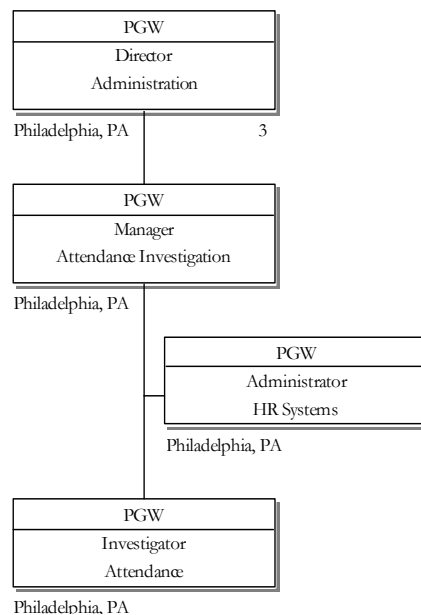 PGW
Director
Administration
Philadelphia, PA 3
PGW
Manager
Attendance Investigation
Philadelphia, PA
PGW
Administrator
HR Systems
Philadelphia, PA
PGW
Investigator
Attendance
Philadelphia, PA